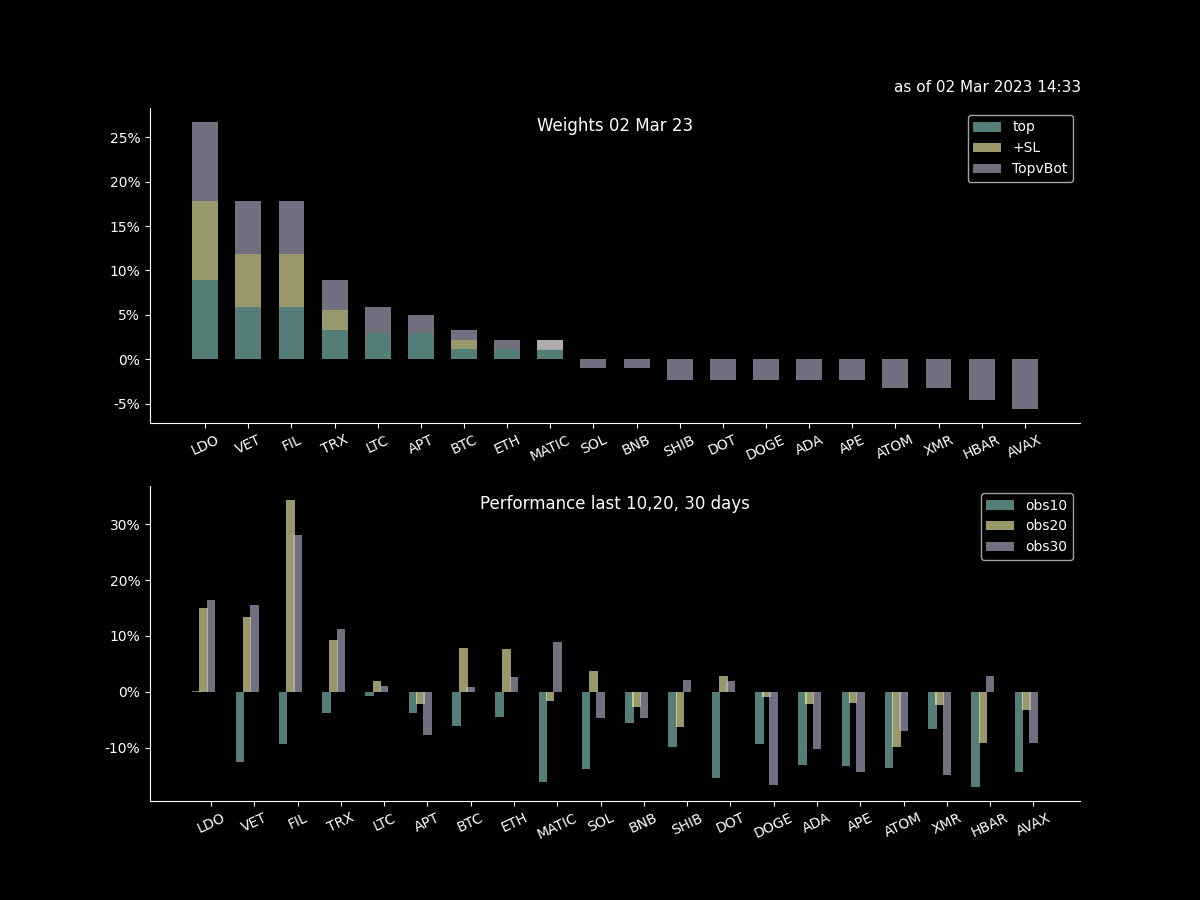 as of 02 Mar 2023 14:33
Weights 02 Mar 23
top
+SL
TopvBot
25%
20%
15%
10%
5%
0%
-5%
LDO VET FIL TRX LTC APT BTC ETH MATIC SOL BNB SHIB DOT DOGE ADA APE ATOM XMR HBAR AVAX
Performance last 10,20, 30 days
obs10
obs20
obs30
30%
20%
10%
0%
-10%
LDO VET FIL TRX LTC APT BTC ETH MATIC SOL BNB SHIB DOT DOGE ADA APE ATOM XMR HBAR AVAX